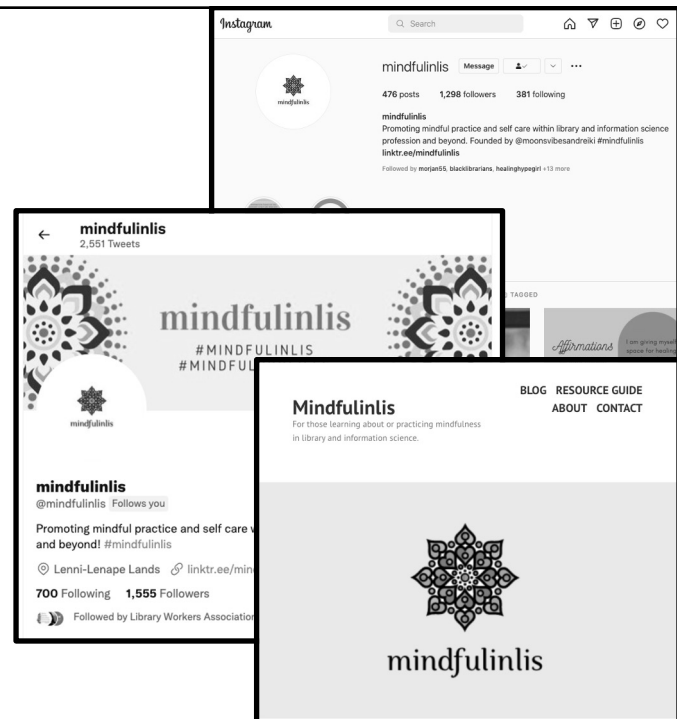 Instagram
Search
mindfulinlis Message
476 posts 1,298 followers 381 following
mindfulinlis
Promoting mindful practice and self care within library and information science
profession and beyond. Founded by @moonsvibesandreiki #mindfulinlis
linktr.ee/mindfulinlis
Followed by morjan55, blacklibrarians, healinghypegirl +13 more
mindfulinlis
TAGGED
Affirmations
I am giving myself
space for healing
mindfulinlis
2,551 Tweets
mindfulinlis
#MINDFULINLIS
mindfulinlis
mindfulinlis
@mindfulinlis Follows you
Promoting mindful practice and self care
and beyond! #mindfulinlis
Lenni-Lenape Lands linktr.ee/min
700 Following 1,555 Followers
Followed by Library Workers Association
Mindfulinlis
For those learning about or practicing mindfulness
in library and information science.
BLOG RESOURCE GUIDE
ABOUT CONTACT
mindfulinlis